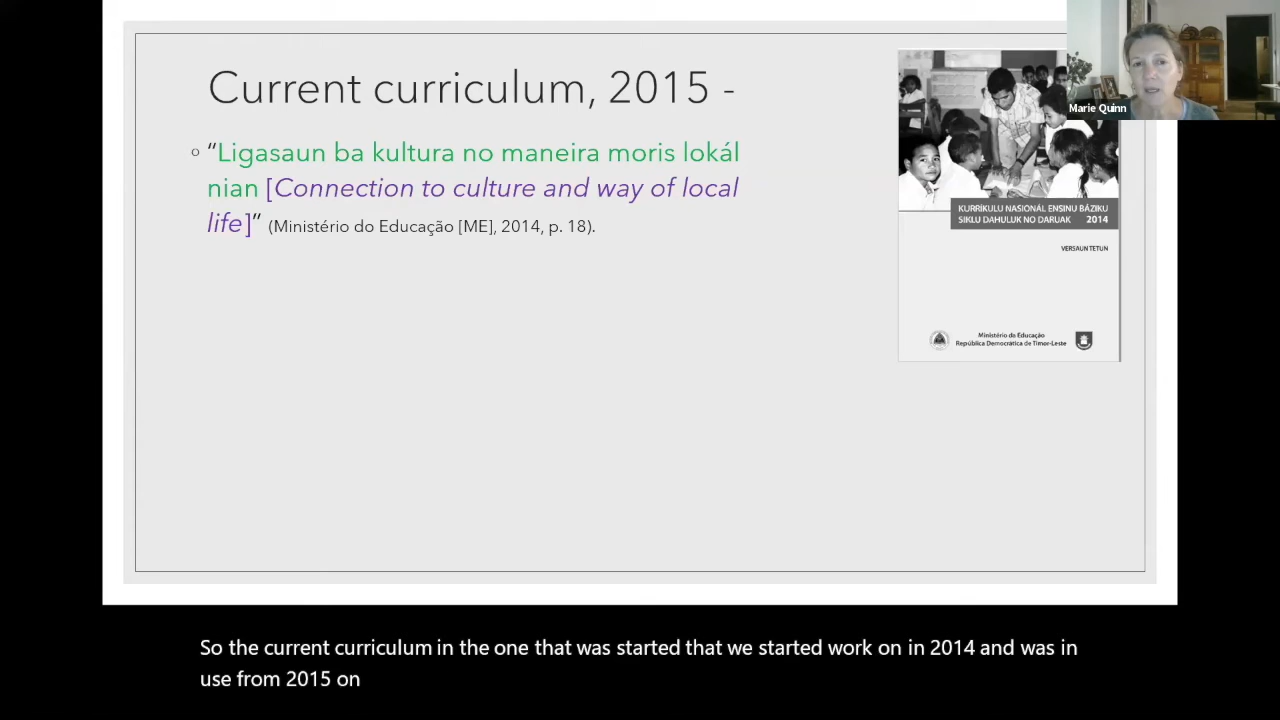 Current curriculum, 2015 -
"Ligasaun ba kultura no maneira moris lokál
nian [Connection to culture and way of local
life]" (Ministério do Educação [ME], 2014, p. 18).
Marie Quinn
KURRÍKULU NASIONÁL ENSINU BÁZIKU
SIKLU DAHULUK NO DARUAK 2014
VERSAUN TETUN
Ministério da Educação
República Democrática de Timor-Leste
So the current curriculum in the one that was started that we started work on in 2014 and was in
use from 2015 on